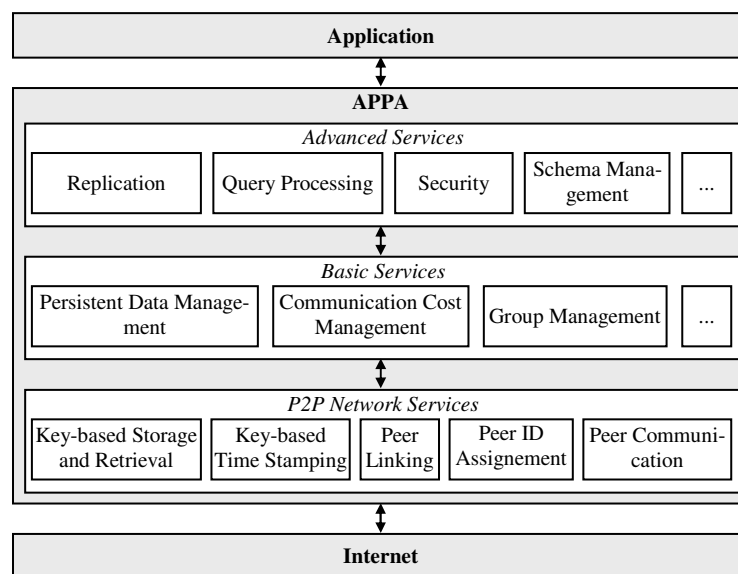 Application
APPA
Advanced Services
Replication
Query Processing
Security
Schema Mana-
gement
...
Basic Services
Persistent Data Manage-
ment
Communication Cost
Management
Group Management
...
P2P Network Services
Key-based Storage
and Retrieval
Key-based
Time Stamping
Peer
Linking
Peer ID
Assignement
Peer Communi-
cation
Internet